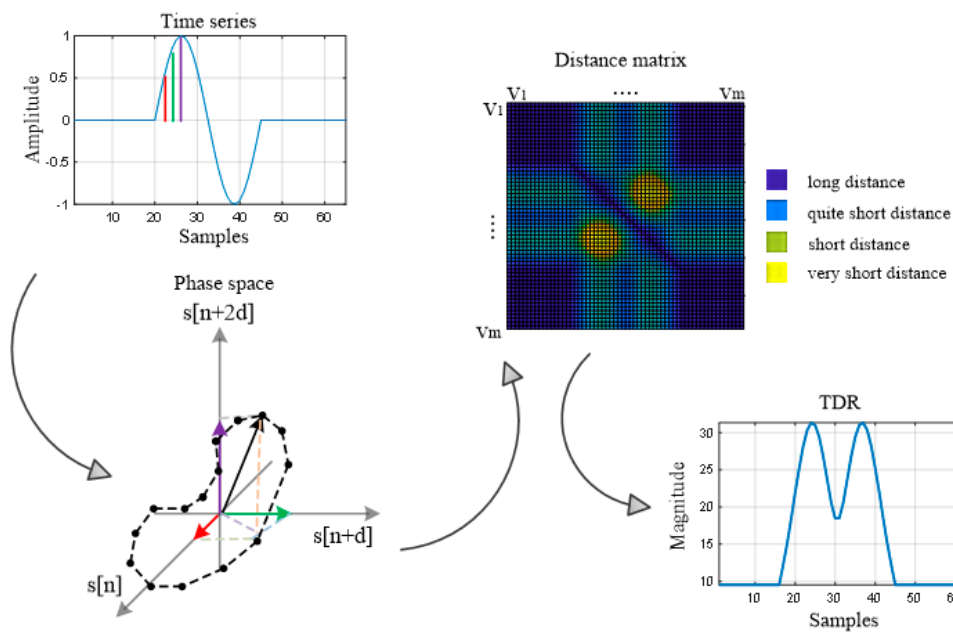 Time series
Amplitude
1
0.5
0
-0.5
-1
10 20 30 40 50 60
Samples
Phase space
s[n+2d]
s[n+d]
s[n]
Distance matrix
V1 .... Vm
V1
....
Vm
long distance
quite short distance
short distance
very short distance
TDR
Magnitude
30
25
20
15
10
10 20 30 40 50
Samples